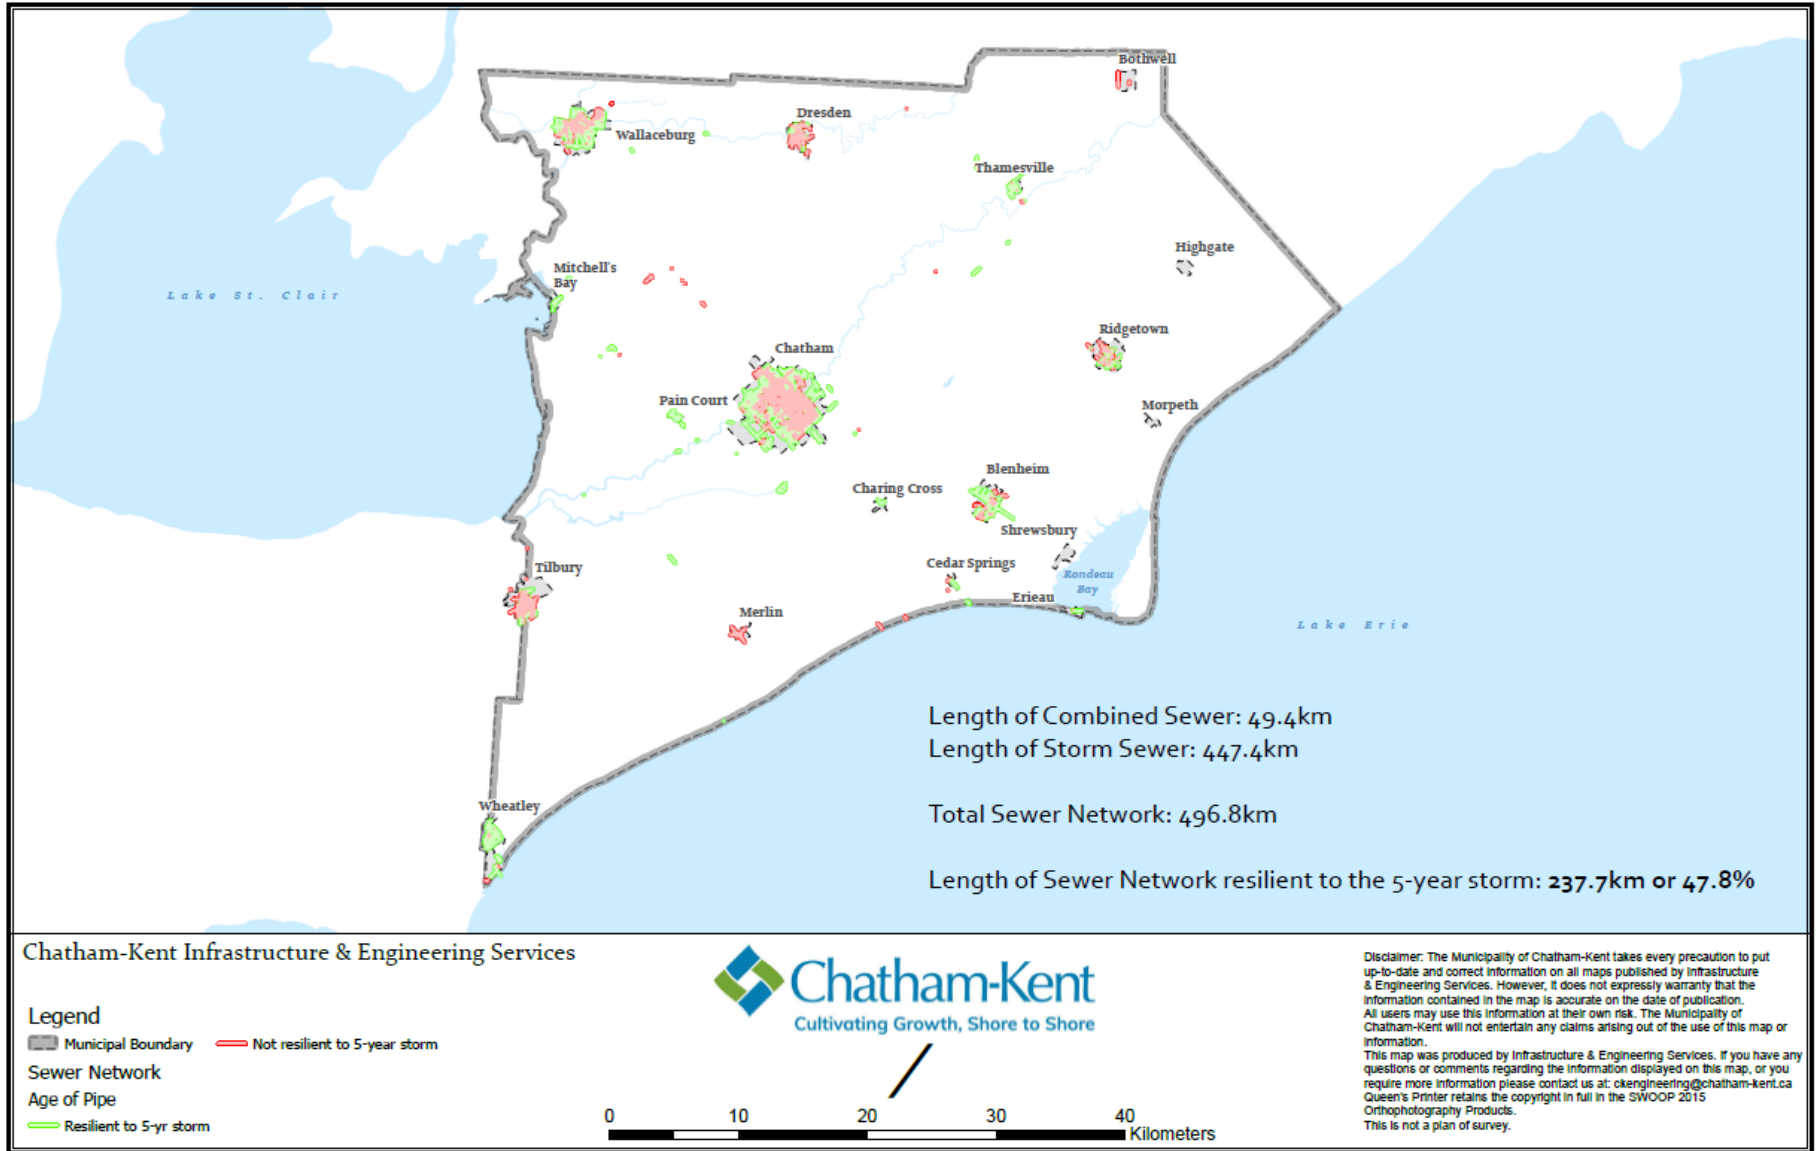 Bothwell
Dresden
Wallaceburg
Thamesville
Highgate
Mitchell's
Bay
Lake St. Clair
Ridgetown
Chatham
Pain Court
Morpeth
Blenheim
Charing Cross
Shrewsbury
Cedar Springs
Tilbury
Rondeau
Bay
Erieau
Merlin
Lake Erie
Length of Combined Sewer: 49.4km
Length of Storm Sewer: 447.4km
Total Sewer Network: 496.8km
Wheatley
Length of Sewer Network resilient to the 5-year storm: 237.7km or 47.8%
Chatham-Kent Infrastructure & Engineering Services
Legend
Municipal Boundary
Not resilient to 5-year storm
Sewer Network
Age of Pipe
Resilient to 5-yr storm
Chatham-Kent
Cultivating Growth, Shore to Shore
0 10 20 30 40
Kilometers
Disclaimer: The Municipality of Chatham-Kent takes every precaution to put
up-to-date and correct information on all maps published by Infrastructure
& Engineering Services. However, it does not expressly warranty that the
information contained in the map is accurate on the date of publication.
All users may use this information at their own risk. The Municipality of
Chatham-Kent will not entertain any claims arising out of the use of this map or
information.
This map was produced by Infrastructure & Engineering Services. If you have any
questions or comments regarding the information displayed on this map, or you
require more information please contact us at: ckengineering@chatham-kent.ca
Queen's Printer retains the copyright in full in the SWOOP 2015
Orthophotography Products.
This is not a plan of survey.